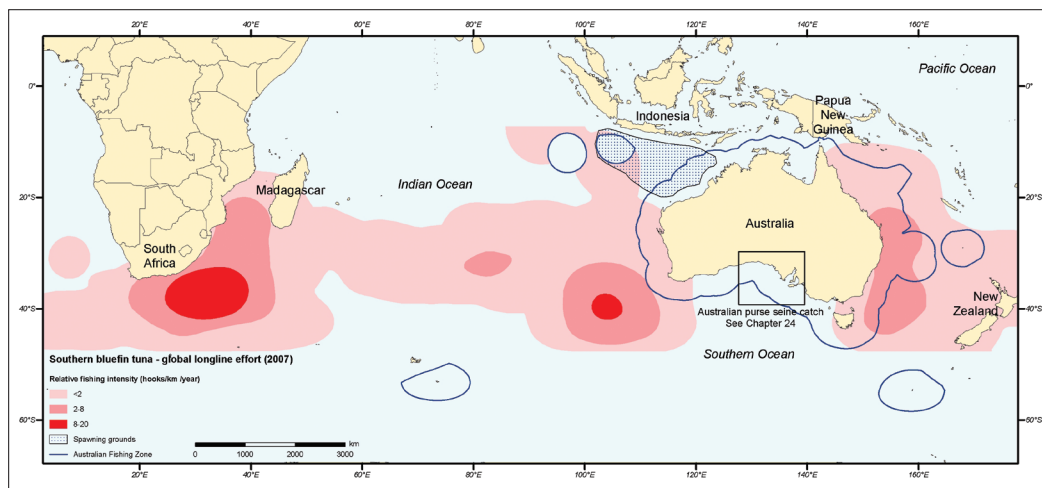 20°E 40°E 60°E 80°E 100°E 120°E 140°E 160°E
Pacific Ocean
0° 0°
Indonesia
Papua
New
Guinea
Madagascar
Indian Ocean
20°S 20°S
Australia
South
Africa
New
Zealand
40°S 40°S
Australian purse seine catch
See Chapter 24
Southern Ocean
Southern bluefin tuna - global longline effort (2007)
Relative fishing intensity (hooks/km /year)
<2
2-8
8-20
Spawning grounds
Australian Fishing Zone
60°S 60°S
km
0 1000 2000 3000
20°E 40°E 60°E 80°E 100°E 120°E 140°E 160°E